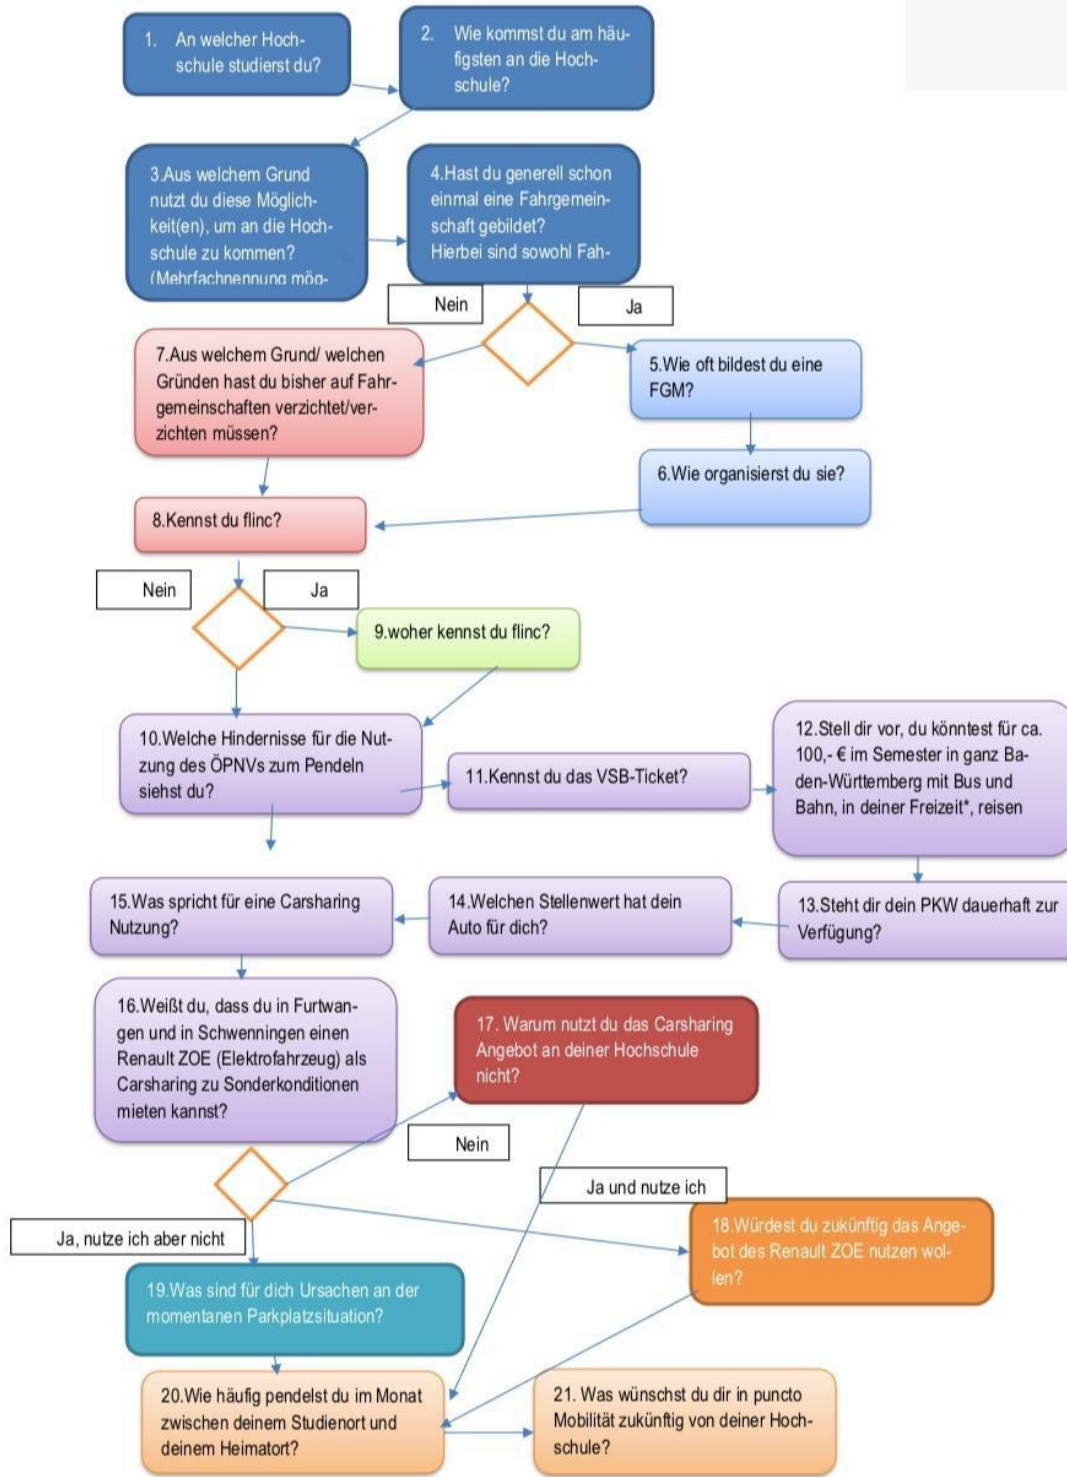 1. An welcher Hoch-
schule studierst du?
2. Wie kommst du am häu-
figsten an die Hoch-
schule?
3.Aus welchem Grund
nutzt du diese Möglich-
keit(en), um an die Hoch-
schule zu kommen?
(Mehrfachnennung mög-
4.Hast du generell schon
einmal eine Fahrgemein-
schaft gebildet?
Hierbei sind sowohl Fah-
Nein
Ja
7.Aus welchem Grund/ welchen
Gründen hast du bisher auf Fahr-
gemeinschaften verzichtet/ver-
zichten müssen?
5.Wie oft bildest du eine
FGM?
6.Wie organisierst du sie?
8.Kennst du flinc?
Nein
Ja
9.woher kennst du flinc?
10.Welche Hindernisse für die Nut-
zung des ÖPNVs zum Pendeln
siehst du?
11.Kennst du das VSB-Ticket?
12.Stell dir vor, du könntest für ca.
100,- € im Semester in ganz Ba-
den-Württemberg mit Bus und
Bahn, in deiner Freizeit*, reisen
15.Was spricht für eine Carsharing
Nutzung?
14.Welchen Stellenwert hat dein
Auto für dich?
13.Steht dir dein PKW dauerhaft zur
Verfügung?
16.Weißt du, dass du in Furtwan-
gen und in Schwenningen einen
Renault ZOE (Elektrofahrzeug) als
Carsharing zu Sonderkonditionen
mieten kannst?
17. Warum nutzt du das Carsharing
Angebot an deiner Hochschule
nicht?
Nein
Ja und nutze ich
Ja, nutze ich aber nicht
18.Würdest du zukünftig das Ange-
bot des Renault ZOE nutzen wol-
len?
19.Was sind für dich Ursachen an der
momentanen Parkplatzsituation?
20.Wie häufig pendelst du im Monat
zwischen deinem Studienort und
deinem Heimatort?
21. Was wünschst du dir in puncto
Mobilität zukünftig von deiner Hoch-
schule?